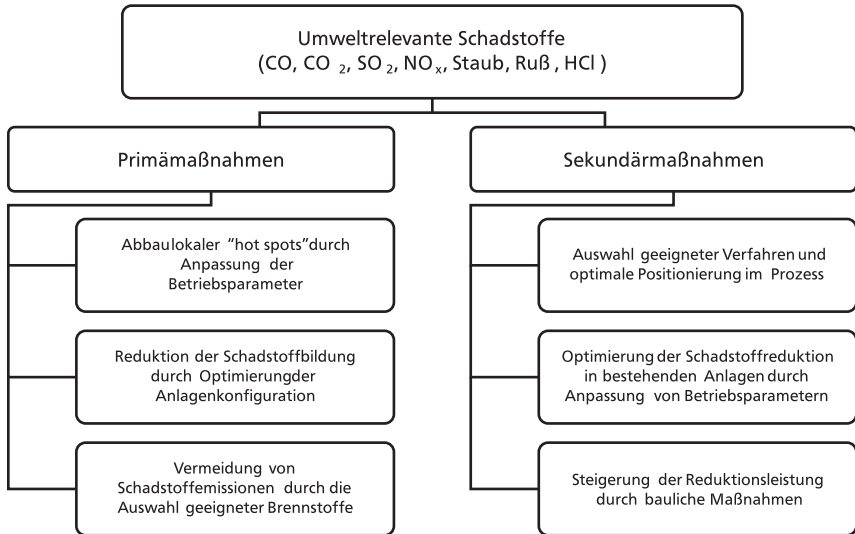 Umweltrelevante Schadstoffe
(CO, CO 2, SO 2, NOx, Staub, Ruß , HCl )
Primämaßnahmen
Abbaulokaler “hot spots”durch
Anpassung der
Betriebsparameter
Reduktion der Schadstoffbildung
durch Optimierungder
Anlagenkonfiguration
Vermeidung von
Schadstoffemissionen durch die
Auswahl geeigneter Brennstoffe
Sekundärmaßnahmen
Auswahl geeigneter Verfahren und
optimale Positionierung im Prozess
Optimierung der Schadstoffreduktion
in bestehenden Anlagen durch
Anpassung von Betriebsparametern
Steigerung der Reduktionsleistung
durch bauliche Maßnahmen